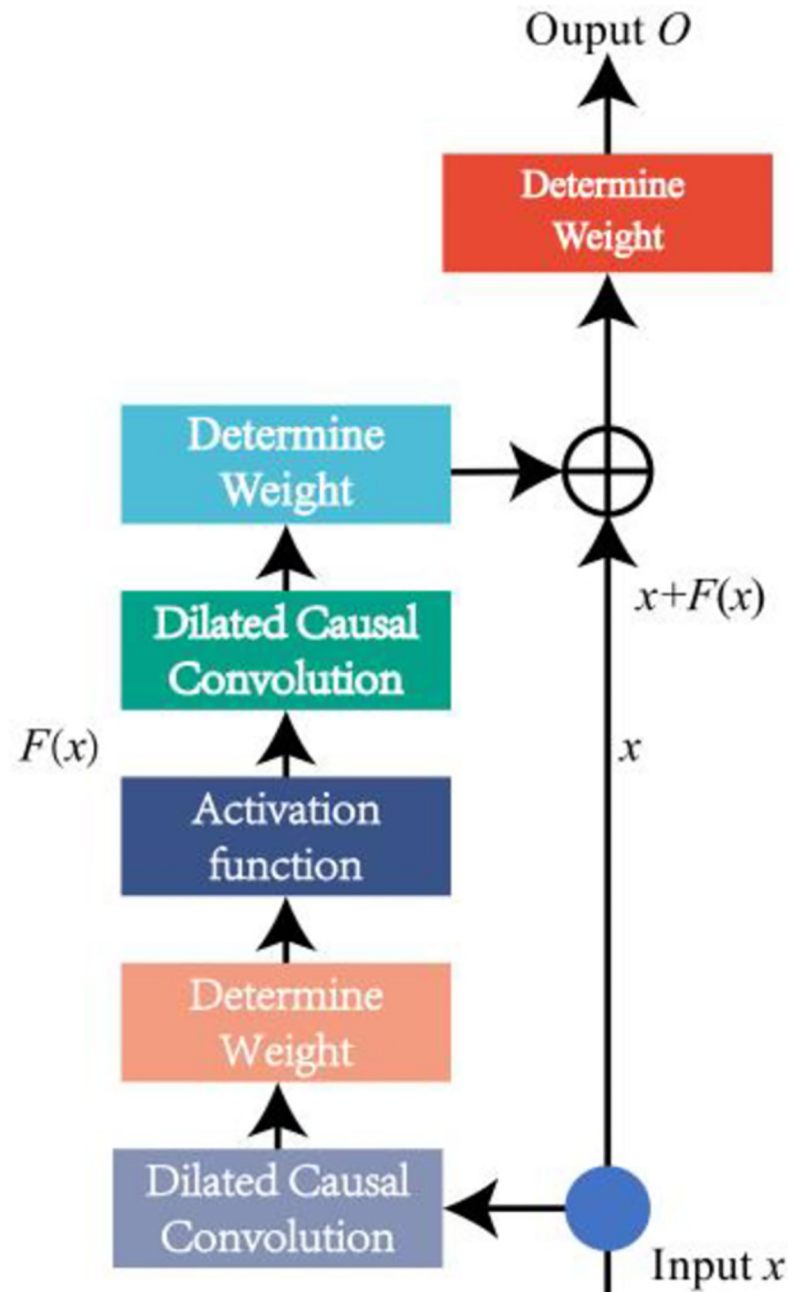 Ouput O
Determine
Weight
Determine
Weight
x+F(x)
Dilated Causal
Convolution
F(x)
x
Activation
function
Determine
Weight
Dilated Causal
Convolution
Input x